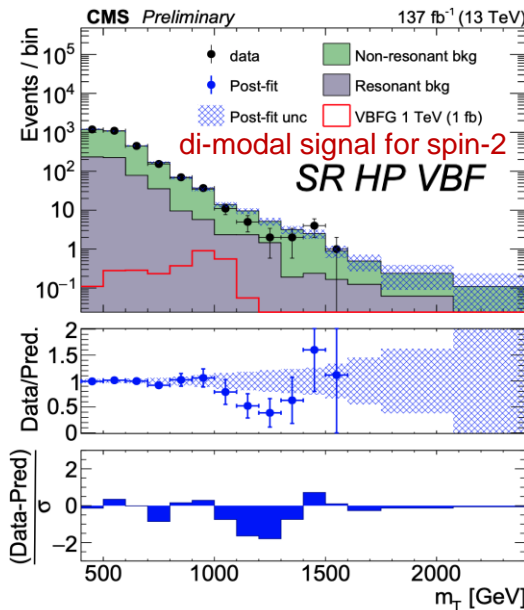 CMS Preliminary 137 fb⁻¹ (13 TeV)
Events / bin
10⁵
10⁴
10³
10²
10
1
10⁻¹
data
Non-resonant bkg
Post-fit
Resonant bkg
Post-fit unc
VBFG 1 TeV (1 fb)
di-modal signal for spin-2
SR HP VBF
Data/Pred.
2
1.5
1
0.5
0
(Data-Pred)
σ
2
0
−2
500 1000 1500 2000
m_T [GeV]